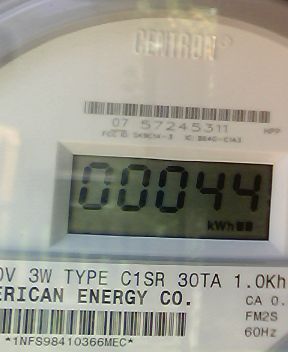 CENTRON®
07 57245311 HPP
00044
kWh
0V 3W TYPE C1SR 30TA 1.0Kh
ERICAN ENERGY CO.
CA 0.
FM2S
60Hz
*1NFS98410366MEC*